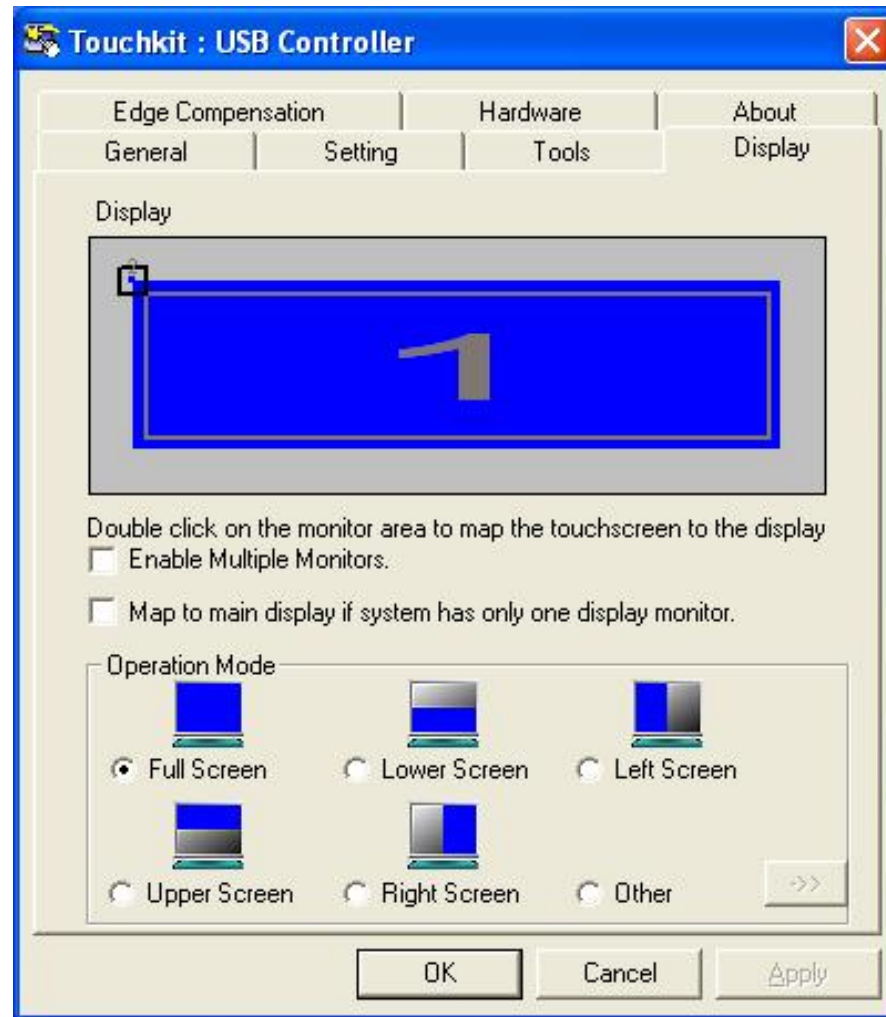 Touchkit : USB Controller
Edge Compensation Hardware About
General Setting Tools Display
Display
1
Double click on the monitor area to map the touchscreen to the display
Enable Multiple Monitors.
Map to main display if system has only one display monitor.
Operation Mode
Full Screen Lower Screen Left Screen
Upper Screen Right Screen Other ->>
OK Cancel Apply